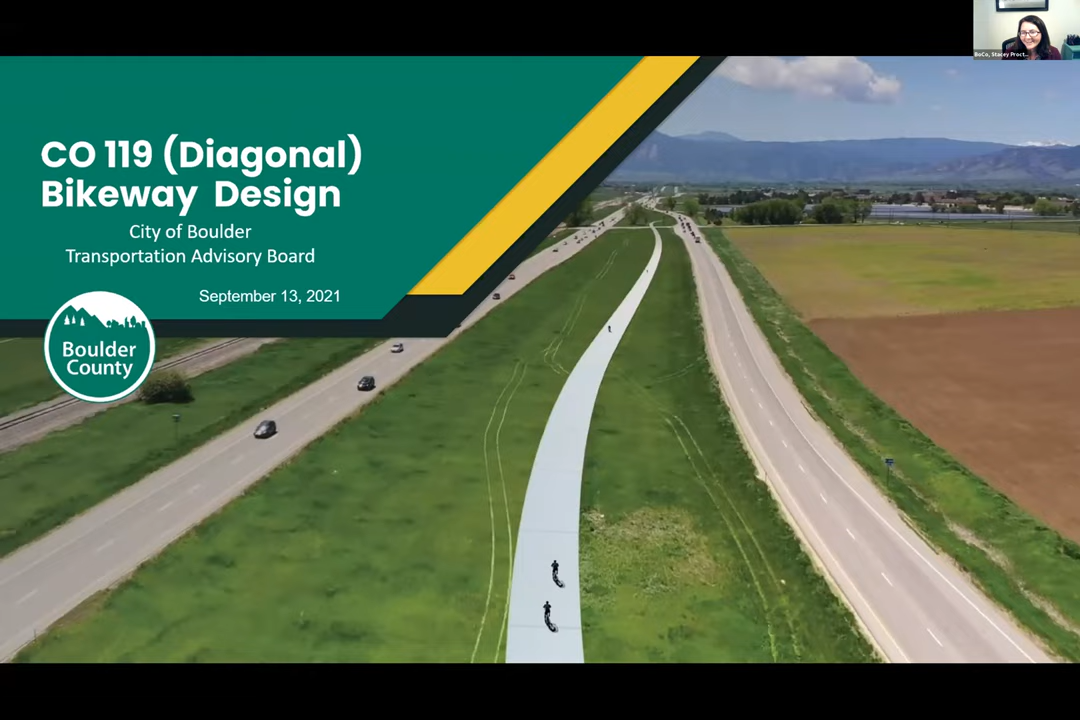 BoCo, Stacey Proct...
CO 119 (Diagonal)
Bikeway Design
City of Boulder
Transportation Advisory Board
September 13, 2021
Boulder
County